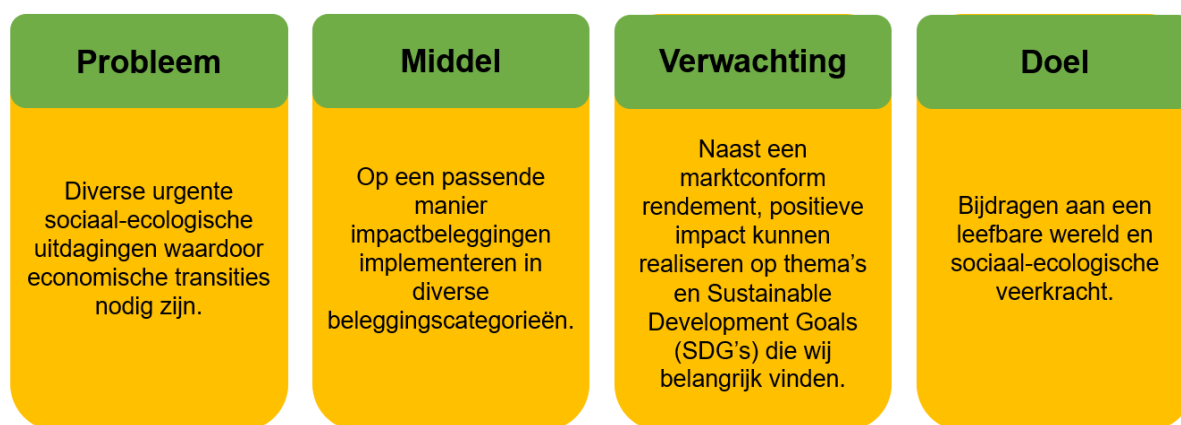 Probleem
Diverse urgente
sociaal-ecologische
uitdagingen waardoor
economische transities
nodig zijn.
Middel
Op een passende
manier
impactbeleggingen
implementeren in
diverse
beleggingscategorieën.
Verwachting
Naast een
marktconform
rendement, positieve
impact kunnen
realiseren op thema’s
en Sustainable
Development Goals
(SDG’s) die wij
belangrijk vinden.
Doel
Bijdragen aan een
leefbare wereld en
sociaal-ecologische
veerkracht.